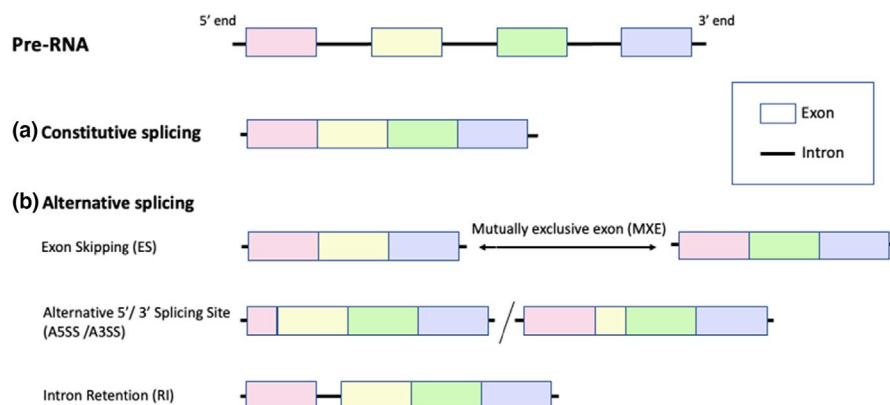 5' end
3' end
Pre-RNA
Exon
Intron
(a) Constitutive splicing
(b) Alternative splicing
Exon Skipping (ES)
Mutually exclusive exon (MXE)
Alternative 5'/ 3' Splicing Site
(A5SS /A3SS)
/
Intron Retention (RI)